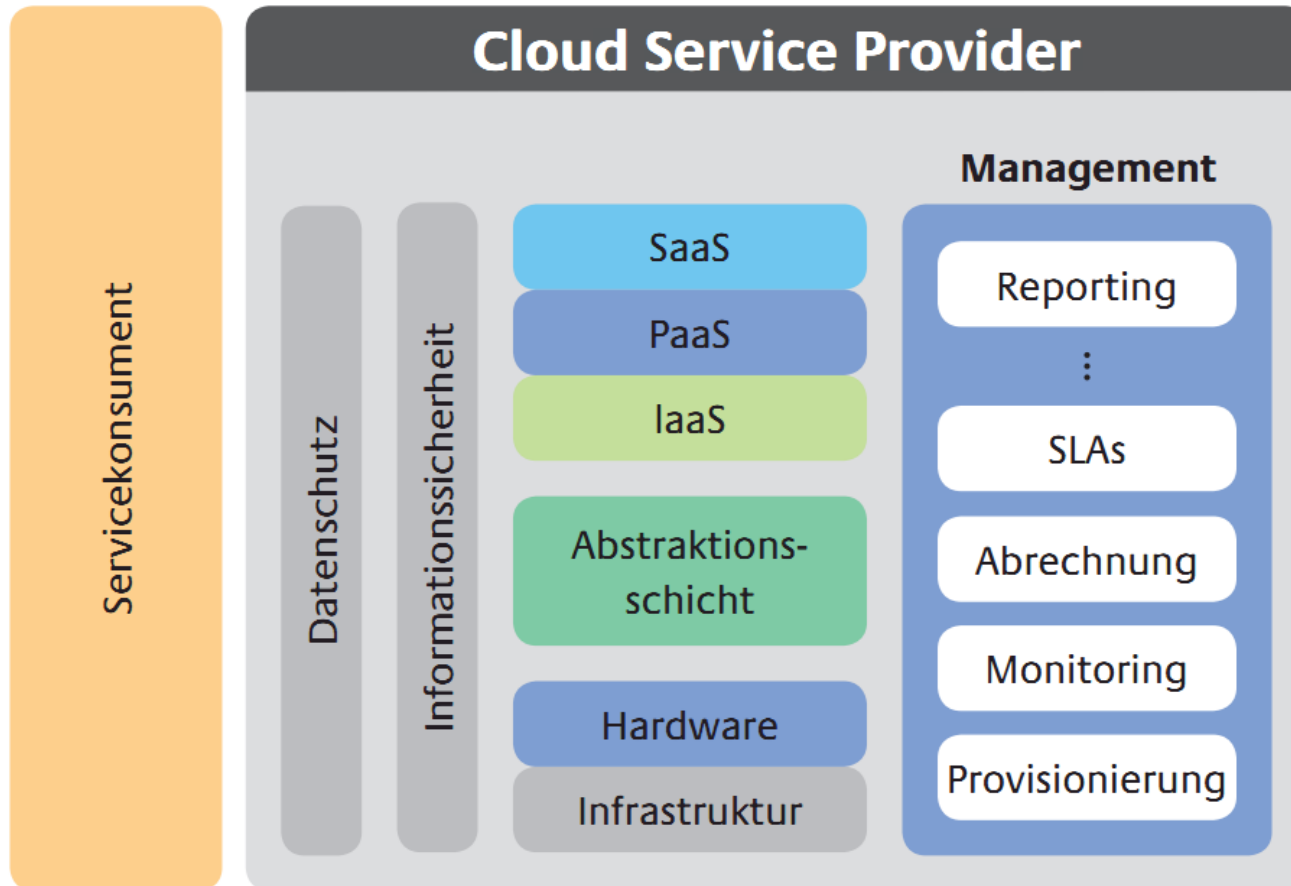 Servicekonsument
Cloud Service Provider
Datenschutz
Informationssicherheit
SaaS
PaaS
IaaS
Abstraktions-
schicht
Hardware
Infrastruktur
Management
Reporting
⋮
SLAs
Abrechnung
Monitoring
Provisionierung